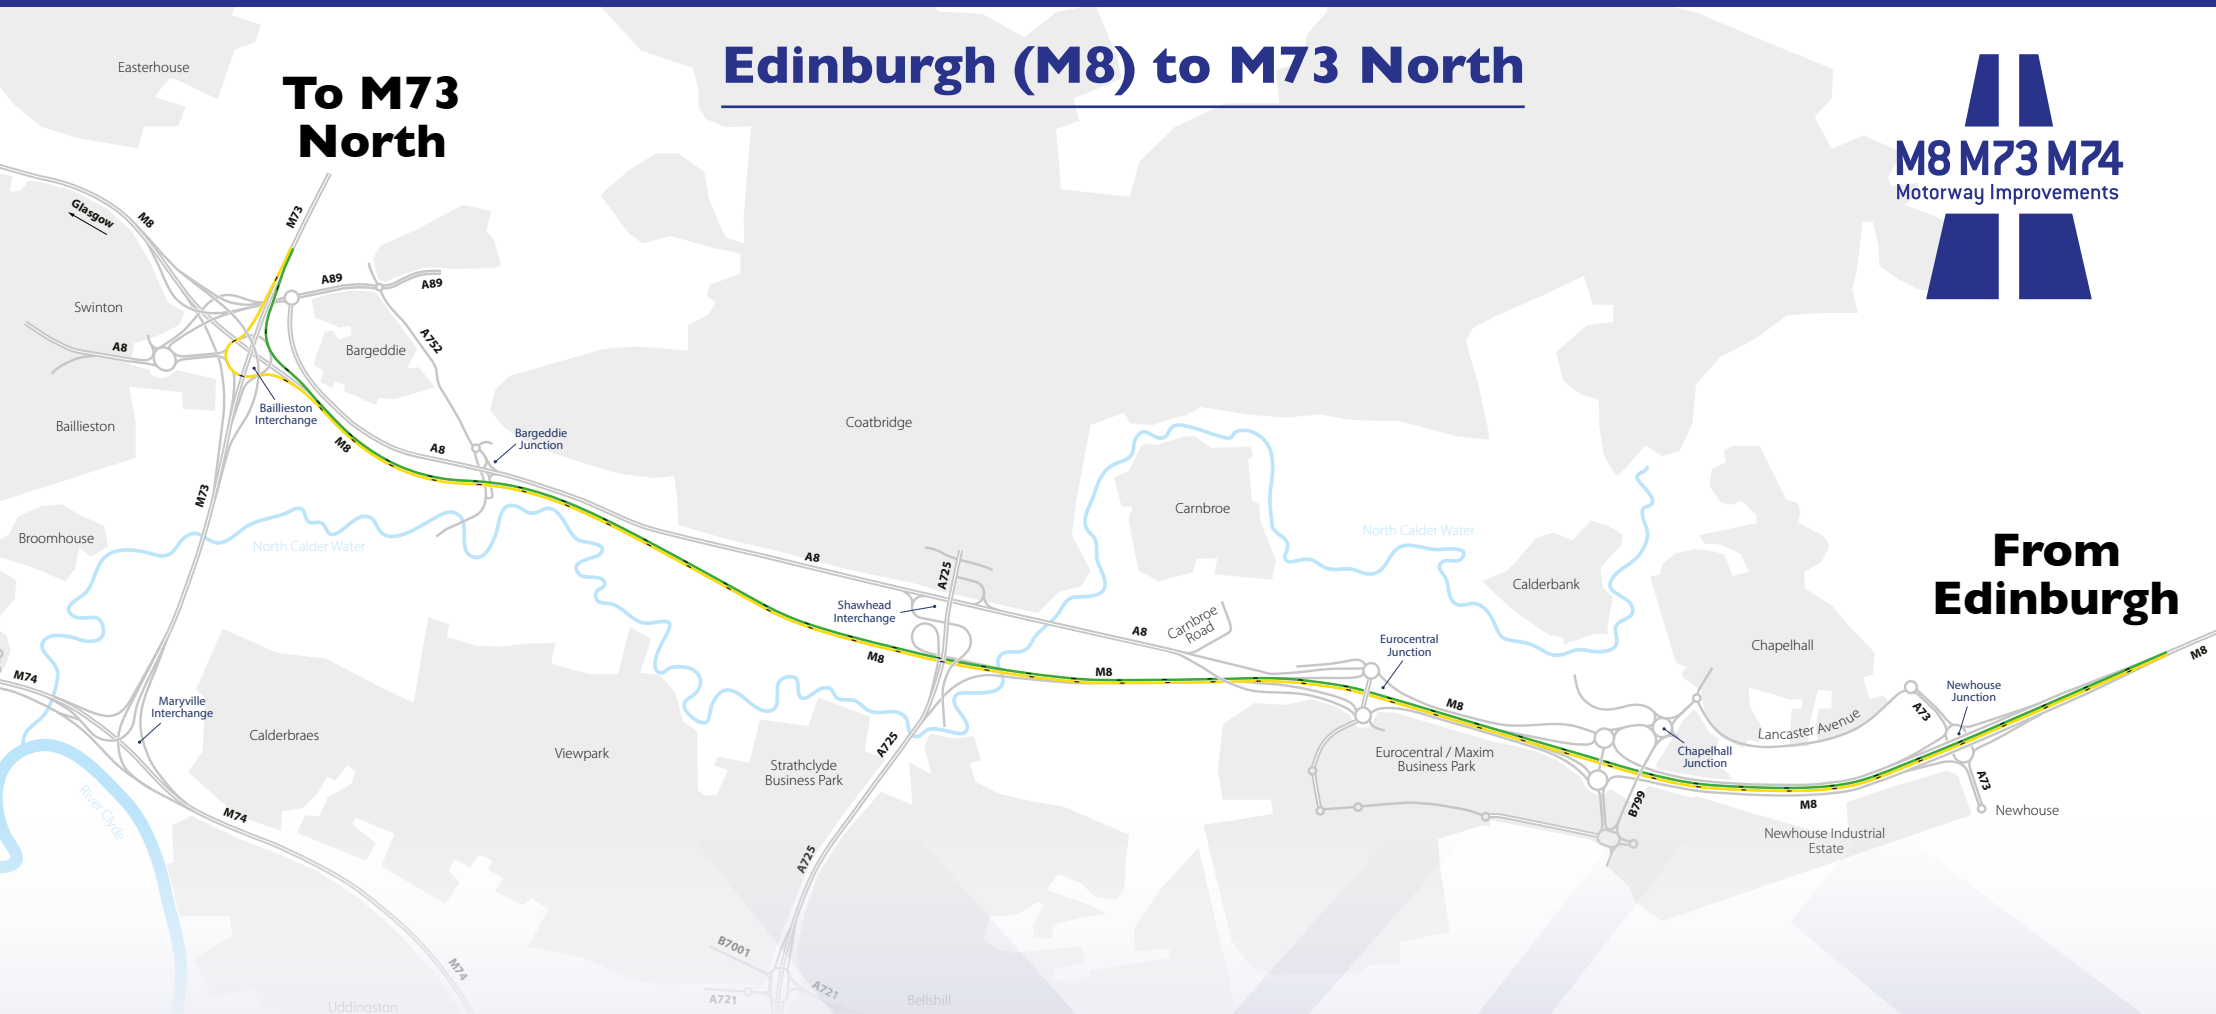 Edinburgh (M8) to M73 North
Easterhouse
To M73
North
M8 M73 M74
Motorway Improvements
Glasgow
M8
M73
A89
A89
Swinton
A8
A752
Bargeddie
Baillieston
Interchange
Baillieston
M8
A8
Bargeddie
Junction
Coatbridge
M73
Broomhouse
North Calder Water
Carnbroe
North Calder Water
A8
A725
Shawhead
Interchange
Calderbank
From
Edinburgh
A8
Carnbroe
Road
Eurocentral
Junction
Chapelhall
M8
M8
M8
M74
Maryville
Interchange
Newhouse
Junction
M8
A73
Lancaster Avenue
Calderbraes
Viewpark
A725
Strathclyde
Business Park
Eurocentral / Maxim
Business Park
Chapelhall
Junction
A73
River Clyde
M74
B799
M8
Newhouse
Newhouse Industrial
Estate
A725
B7001
M74
A721
A721
Bellshill
Uddingston